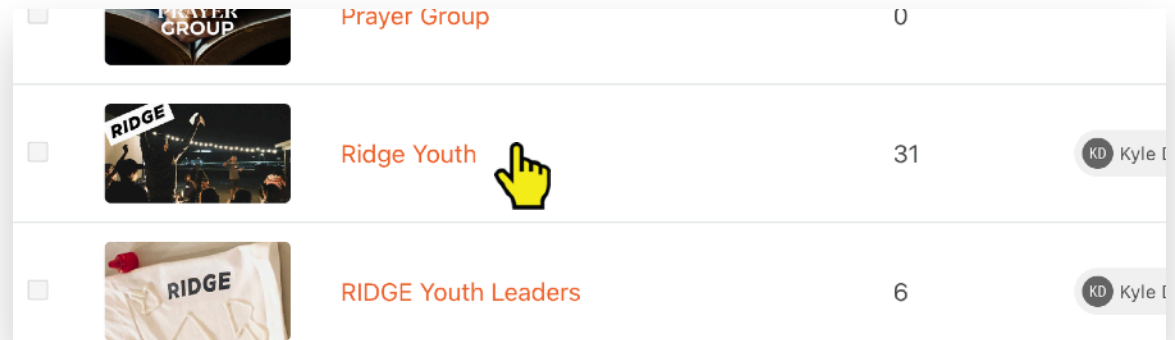 PRAYER
GROUP
Prayer Group
0
RIDGE
Ridge Youth
31
KD
Kyle D
RIDGE
RIDGE Youth Leaders
6
KD
Kyle D